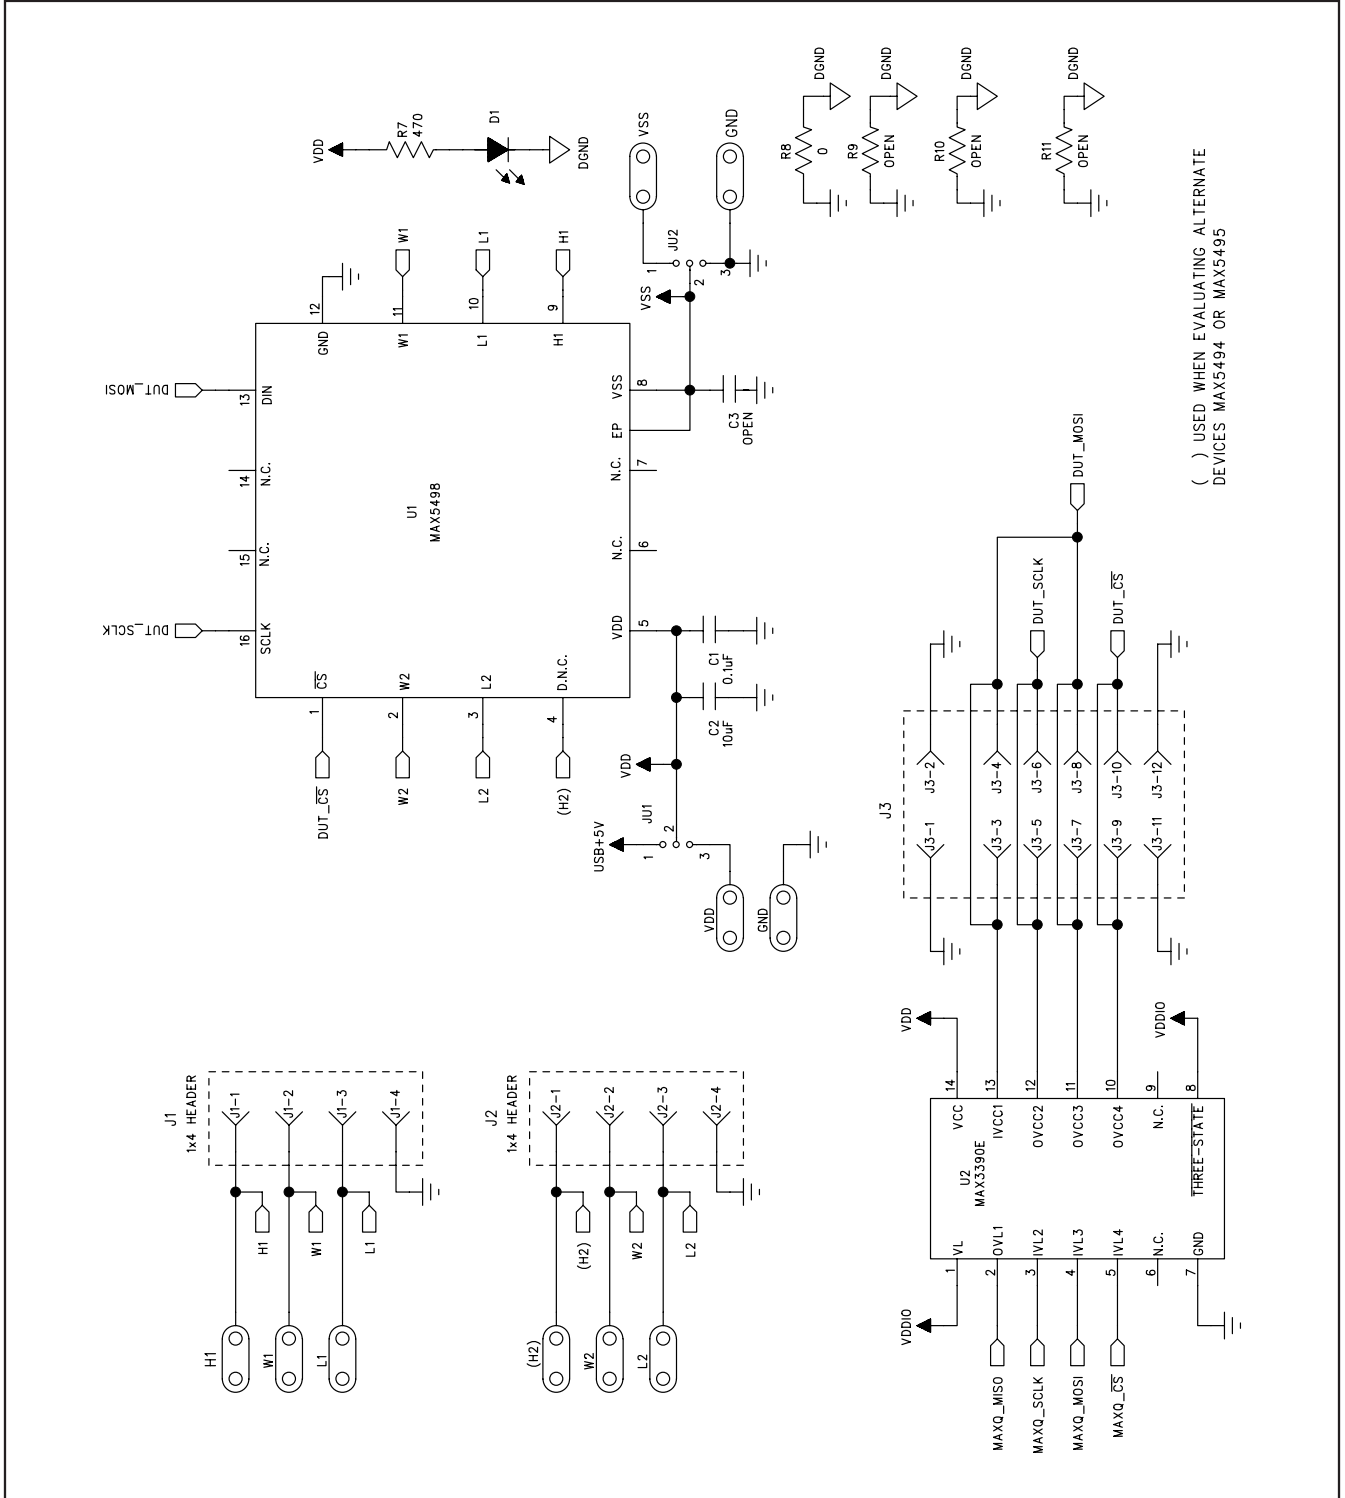 VDD
R7
470
D1
DGND
VSS
GND
JU2
1
2
3
VSS
R8
0
DGND
R9
OPEN
DGND
R10
OPEN
DGND
R11
OPEN
DGND
( ) USED WHEN EVALUATING ALTERNATE
DEVICES MAX5494 OR MAX5495
U1
MAX5498
DUT_MOSI
13
DIN
14
N.C.
15
N.C.
DUT_SCLK
16
SCLK
12
GND
W1
11
W1
L1
10
L1
H1
9
H1
8
VSS
EP
7
N.C.
6
N.C.
5
VDD
C3
OPEN
C1
0.1uF
C2
10uF
DUT_CS
1
CS
W2
2
W2
L2
3
L2
(H2)
4
D.N.C.
VDD
USB+5V
JU1
1
2
3
VDD
GND
J1
1x4 HEADER
J1-1
J1-2
J1-3
J1-4
H1
W1
L1
H1
W1
L1
J2
1x4 HEADER
J2-1
J2-2
J2-3
J2-4
(H2)
W2
L2
(H2)
W2
L2
J3
J3-1
J3-2
J3-3
J3-4
J3-5
J3-6
J3-7
J3-8
J3-9
J3-10
J3-11
J3-12
DUT_MOSI
DUT_SCLK
DUT_CS
U2
MAX3390E
VDD
14
VCC
13
IVCC1
12
OVCC2
11
OVCC3
10
OVCC4
9
N.C.
VDDIO
8
THREE-STATE
VDDIO
1
VL
MAXQ_MISO
2
OVL1
MAXQ_SCLK
3
IVL2
MAXQ_MOSI
4
IVL3
MAXQ_CS
5
IVL4
6
N.C.
7
GND